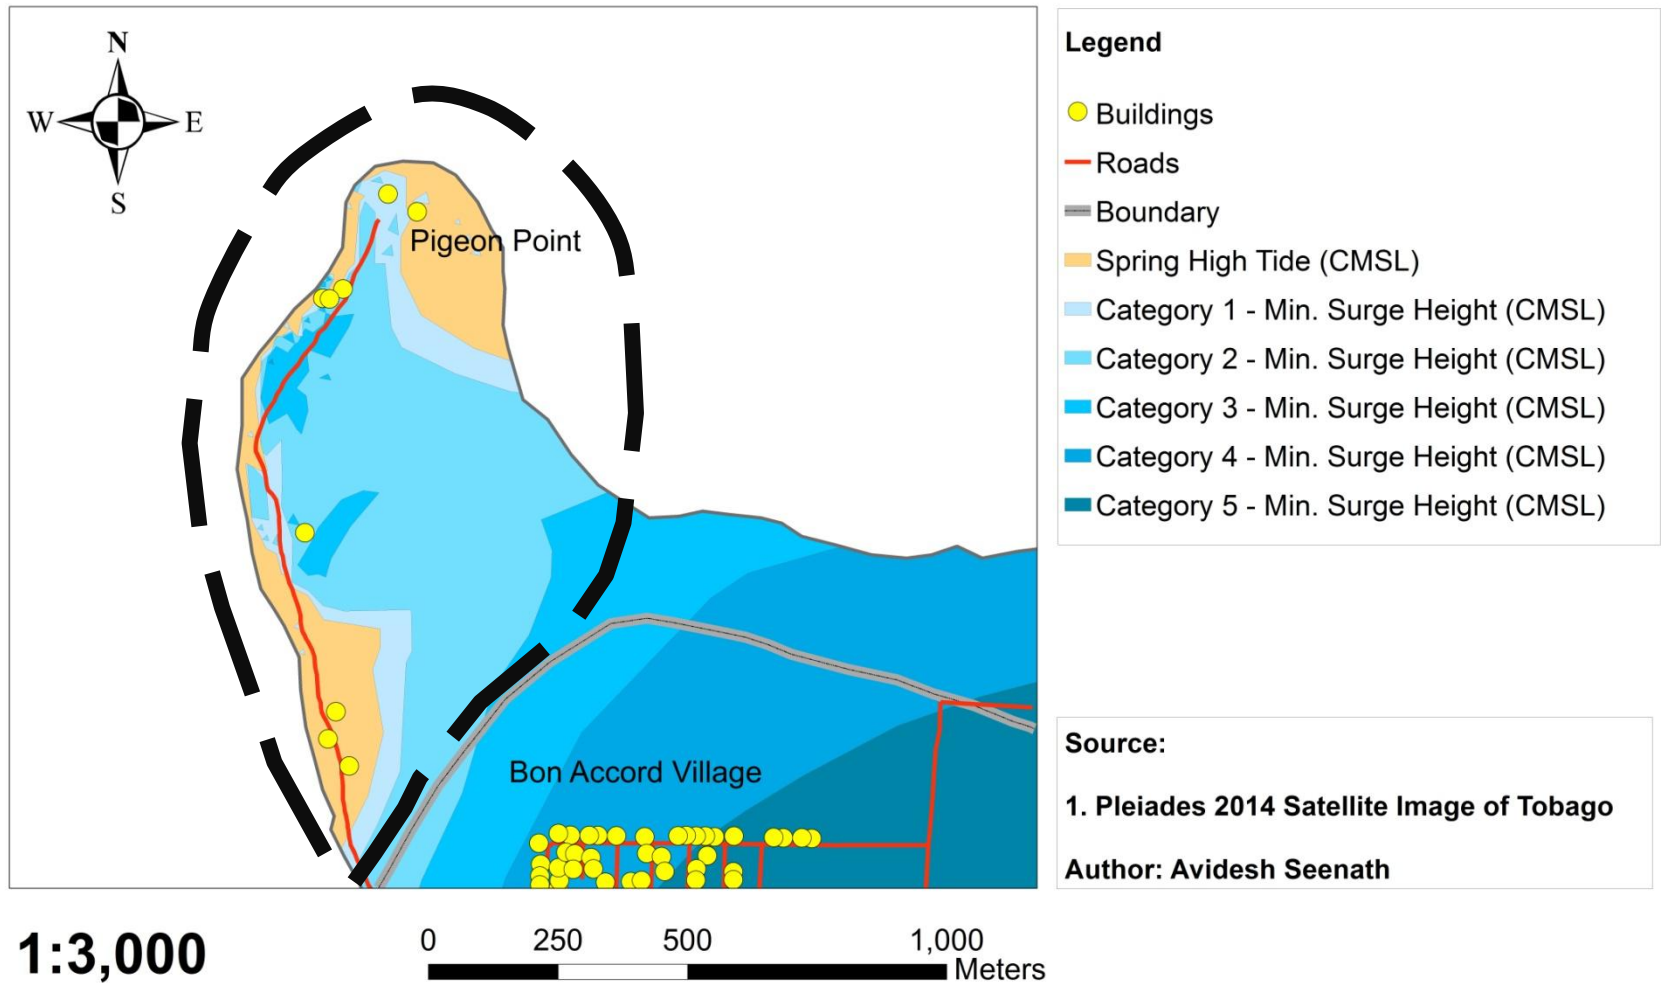 N
W E
S
Pigeon Point
Bon Accord Village
Legend
Buildings
Roads
Boundary
Spring High Tide (CMSL)
Category 1 - Min. Surge Height (CMSL)
Category 2 - Min. Surge Height (CMSL)
Category 3 - Min. Surge Height (CMSL)
Category 4 - Min. Surge Height (CMSL)
Category 5 - Min. Surge Height (CMSL)
Source:
1. Pleiades 2014 Satellite Image of Tobago
Author: Avidesh Seenath
1:3,000
0 250 500 1,000
Meters